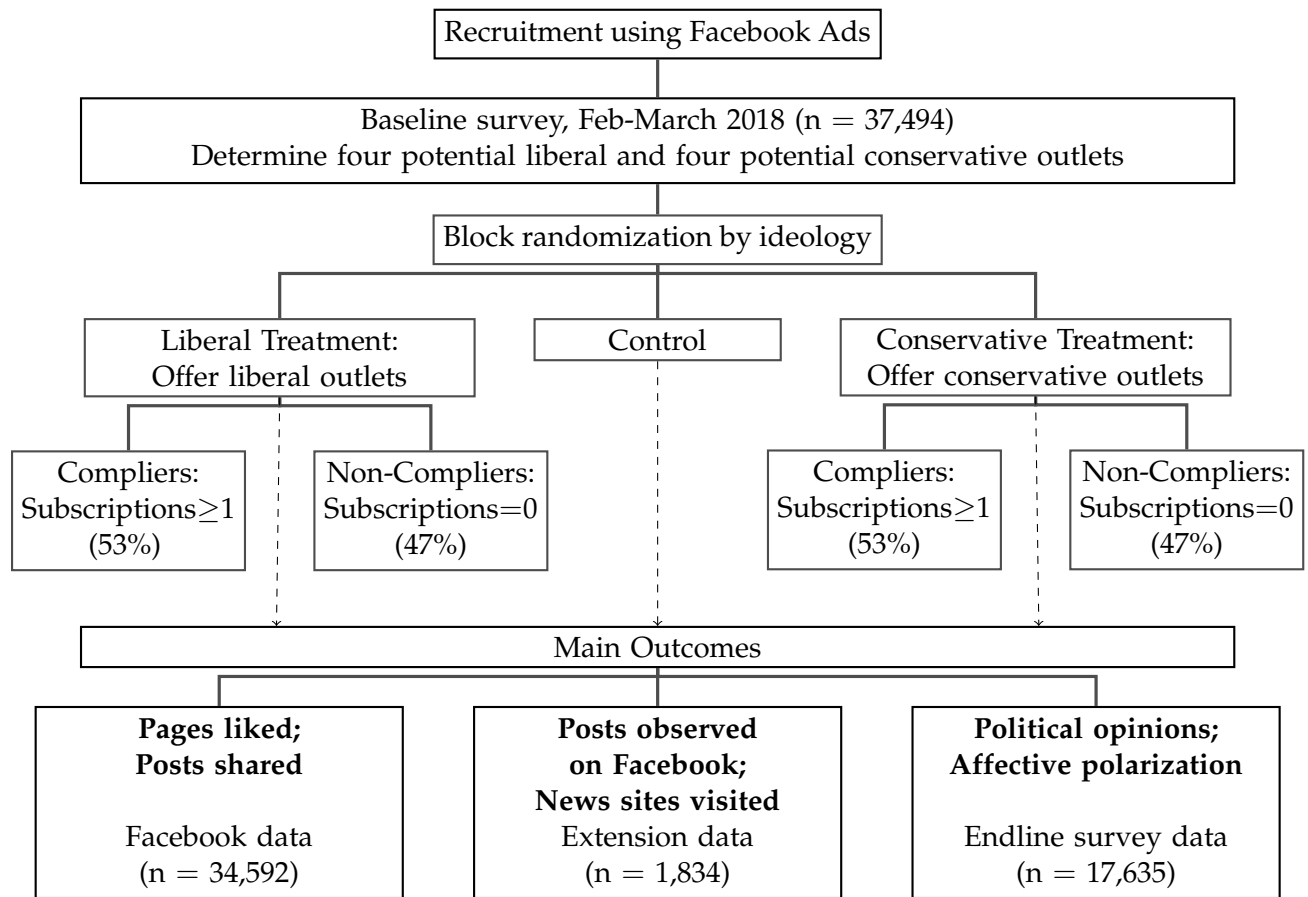 Recruitment using Facebook Ads
Baseline survey, Feb-March 2018 (n = 37,494)
Determine four potential liberal and four potential conservative outlets
Block randomization by ideology
Liberal Treatment:
Offer liberal outlets
Control
Conservative Treatment:
Offer conservative outlets
Compliers:
Subscriptions≥1
(53%)
Non-Compliers:
Subscriptions=0
(47%)
Compliers:
Subscriptions≥1
(53%)
Non-Compliers:
Subscriptions=0
(47%)
Main Outcomes
Pages liked;
Posts shared
Facebook data
(n = 34,592)
Posts observed
on Facebook;
News sites visited
Extension data
(n = 1,834)
Political opinions;
Affective polarization
Endline survey data
(n = 17,635)